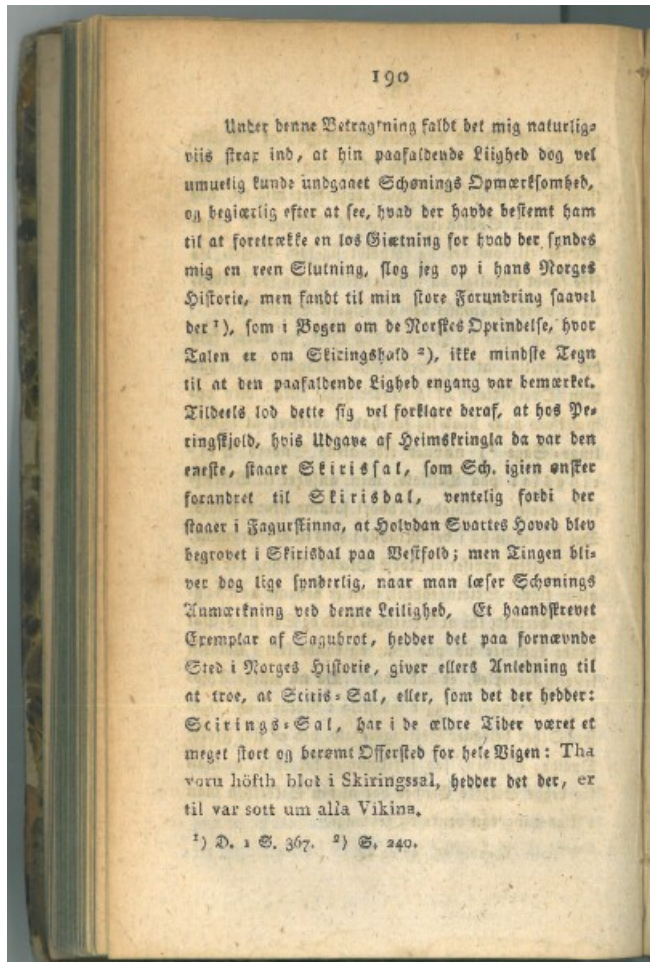 190
Under denne Betragtning faldt det mig naturlig=
viis strax ind, at hin paafaldende Liighed dog vel
umuelig kunde undgaaet Schønings Opmærksomhed,
og begiærlig efter at see, hvad der havde bestemt ham
til at foretrække en løs Giætning for hvad der syndes
mig en reen Slutning, slog jeg op i hans Norges
Historie, men fandt til min store Forundring saavel
der ¹), som i Bogen om de Norskes Oprindelse, hvor
Talen er om Skiringshald ²), ikke mindste Tegn
til at den paafaldende Lighed engang var bemærket.
Tildeels lod dette sig vel forklare deraf, at hos Pe=
ringskjold, hvis Udgave af Heimskringla da var den
eneste, staaer Skirissal, som Sch. igien ønsker
forandret til Skirisdal, ventelig fordi der
staaer i Fagurskinna, at Holvdan Svartes Hoved blev
begrovet i Skirisdal paa Vestfold; men Tingen bli=
ver dog lige synderlig, naar man læser Schønings
Anmærkning ved denne Leilighed, Et haandskrevet
Exemplar af Sagubrot, hedder det paa fornævnde
Sted i Norges Historie, giver ellers Anledning til
at troe, at Sciris=Sal, eller, som det der hedder:
Scirings=Sal, har i de ældre Tider været et
meget stort og berømt Offersted for hele Vigen: Tha
voru höfth blot i Skiringssal, hedder det der, er
til var sott um alla Vikina.
¹) D. 1 S. 367. ²) S. 240.